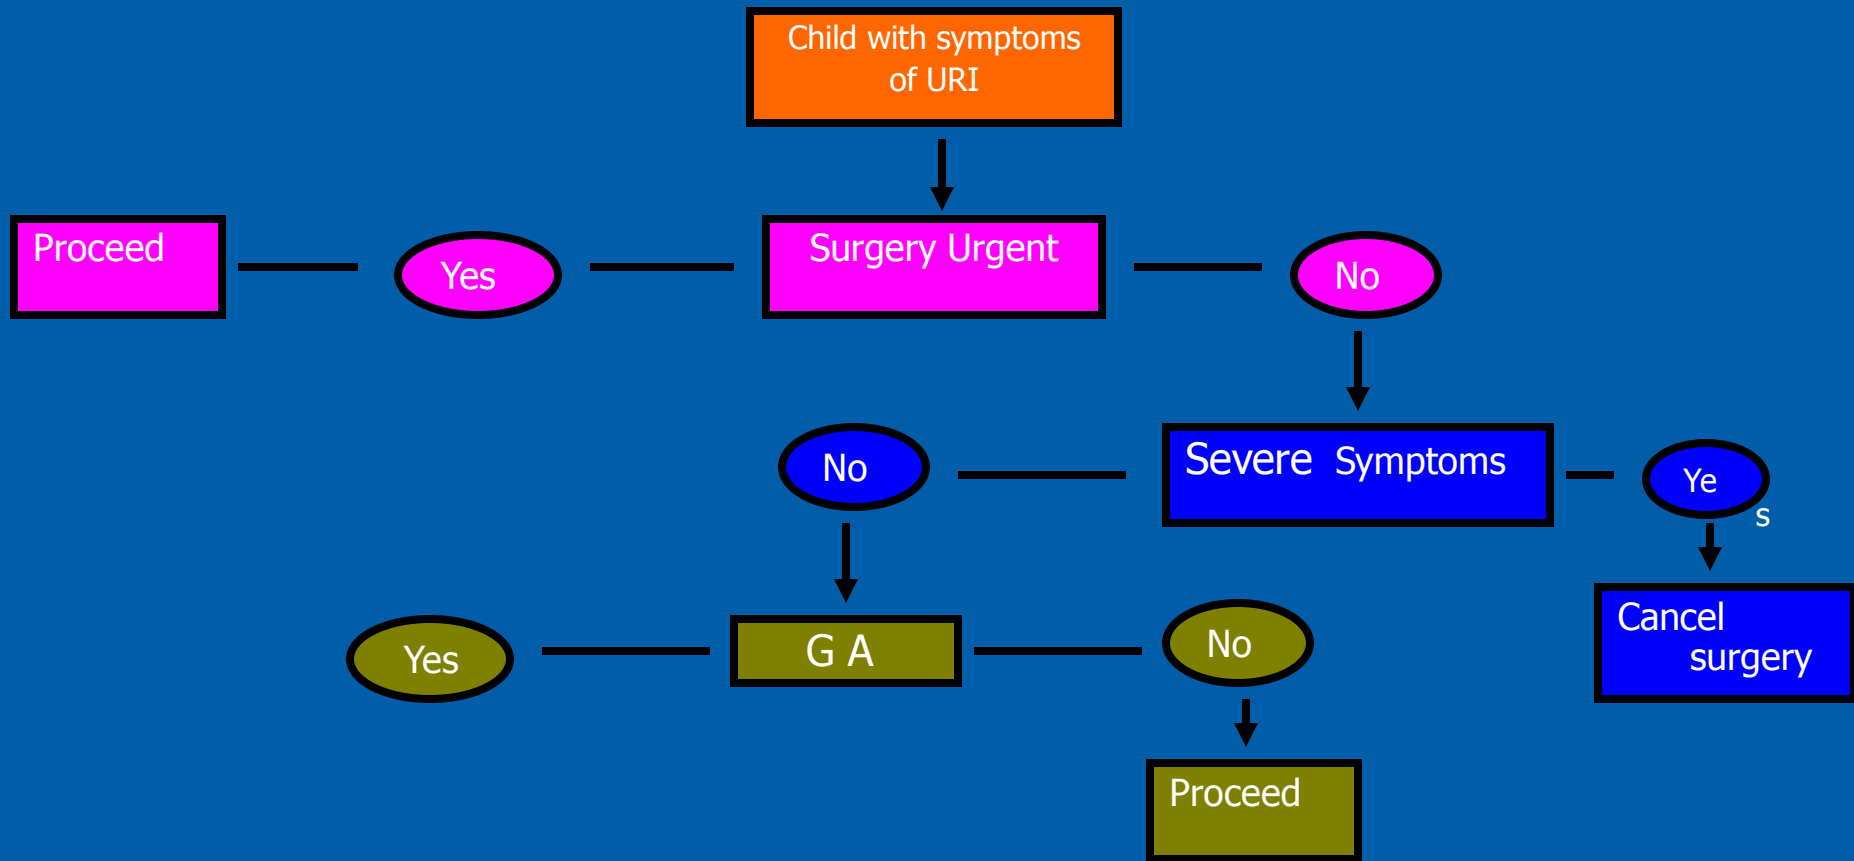 Child with symptoms
of URI
Proceed
Yes
Surgery Urgent
No
No
Severe Symptoms
Ye
s
Yes
G A
No
Cancel
surgery
Proceed